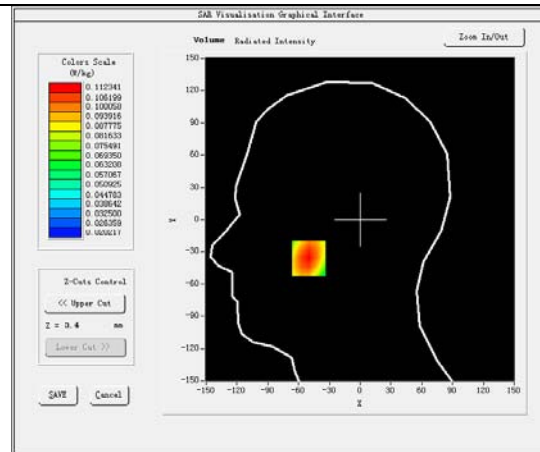 SAR Visualisation Graphical Interface
Volume Radiated Intensity
Zoom In/Out
Colors Scale
(W/kg)
0.112341
0.106199
0.100058
0.093916
0.087775
0.081633
0.075491
0.069350
0.063208
0.057067
0.050925
0.044783
0.038642
0.032500
0.026359
0.020217
Z-Cuts Control
<< Upper Cut
Z = 3.4 mm
Lower Cut >>
SAVE
Cancel
150
120
90
60
30
0
-30
-60
-90
-120
-150
Y
-150 -120 -90 -60 -30 0 30 60 90 120 150
X